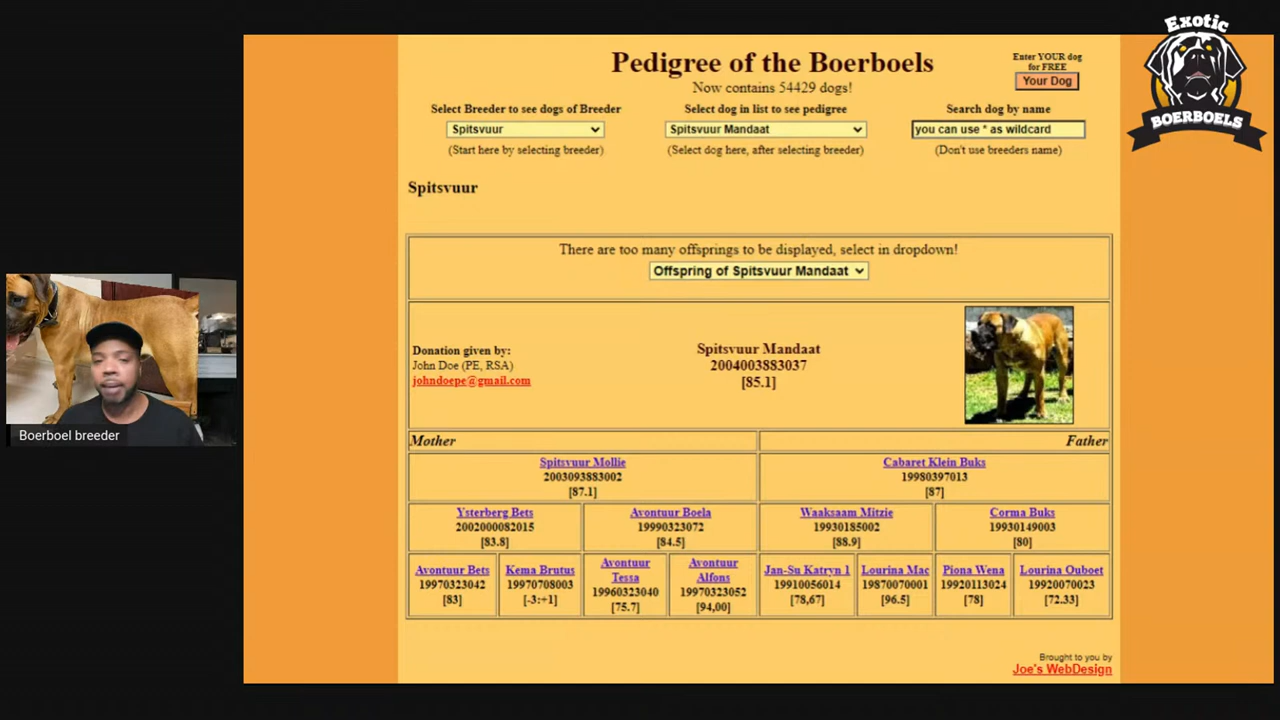 Exotic
BOERBOELS
Pedigree of the Boerboels
Now contains 54429 dogs!
Enter YOUR dog
for FREE
Your Dog
Select Breeder to see dogs of Breeder
Select dog in list to see pedigree
Search dog by name
Spitsvuur
Spitsvuur Mandaat
you can use * as wildcard
(Start here by selecting breeder)
(Select dog here, after selecting breeder)
(Don't use breeders name)
Spitsvuur
There are too many offsprings to be displayed, select in dropdown!
Offspring of Spitsvuur Mandaat
Donation given by:
John Doe (PE, RSA)
johndoepe@gmail.com
Spitsvuur Mandaat
2004003883037
[85.1]
Boerboel breeder
Mother
Father
Spitsvuur Mollie
2003093883002
[87.1]
Cabaret Klein Buks
19980397013
[87]
Ysterberg Bets
2002000082015
[83.8]
Avontuur Boela
19990323072
[84.5]
Waaksaam Mitzie
19930185002
[88.9]
Corma Buks
19930149003
[80]
Avontuur Bets
19970323042
[83]
Kema Brutus
19970708003
[-3:+1]
Avontuur
Tessa
19960323040
[75.7]
Avontuur
Alfons
19970323052
[94,00]
Jan-Su Katryn 1
19910056014
[78,67]
Lourina Mac
19870070001
[96.5]
Piona Wena
19920113024
[78]
Lourina Ouboet
19920070023
[72.33]
Brought to you by
Joe's WebDesign